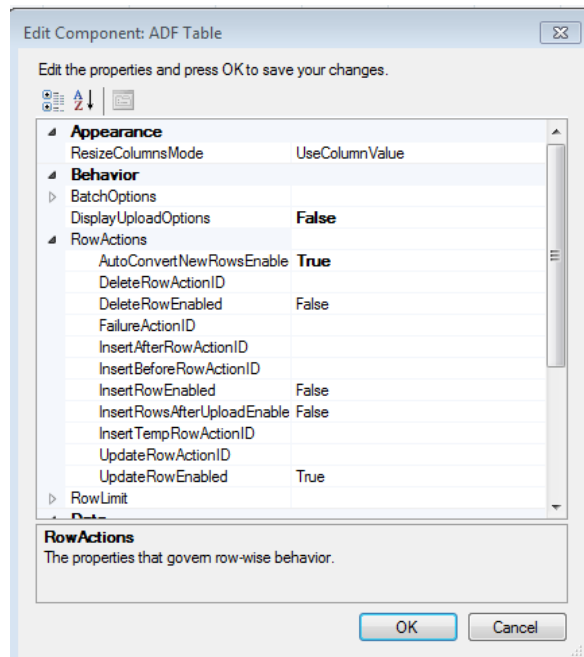 Edit Component: ADF Table
Edit the properties and press OK to save your changes.
Appearance
ResizeColumnsMode UseColumnValue
Behavior
BatchOptions
DisplayUploadOptions False
RowActions
AutoConvertNewRowsEnable True
DeleteRowActionID
DeleteRowEnabled False
FailureActionID
InsertAfterRowActionID
InsertBeforeRowActionID
InsertRowEnabled False
InsertRowsAfterUploadEnable False
InsertTempRowActionID
UpdateRowActionID
UpdateRowEnabled True
RowLimit
Data
RowActions
The properties that govern row-wise behavior.
OK Cancel